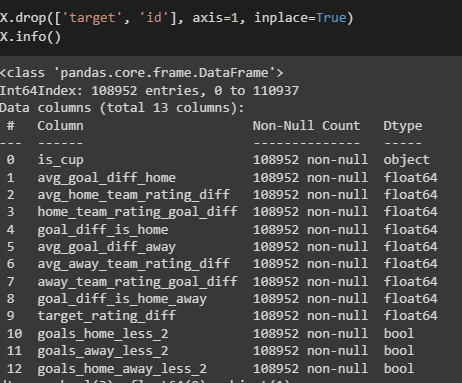 X.drop(['target', 'id'], axis=1, inplace=True)
X.info()
<class 'pandas.core.frame.DataFrame'>
Int64Index: 108952 entries, 0 to 110937
Data columns (total 13 columns):
 #   Column                      Non-Null Count   Dtype
---  ------                      --------------   -----
 0   is_cup                      108952 non-null  object
 1   avg_goal_diff_home          108952 non-null  float64
 2   avg_home_team_rating_diff   108952 non-null  float64
 3   home_team_rating_goal_diff  108952 non-null  float64
 4   goal_diff_is_home           108952 non-null  float64
 5   avg_goal_diff_away          108952 non-null  float64
 6   avg_away_team_rating_diff   108952 non-null  float64
 7   away_team_rating_goal_diff  108952 non-null  float64
 8   goal_diff_is_home_away      108952 non-null  float64
 9   target_rating_diff          108952 non-null  float64
 10  goals_home_less_2           108952 non-null  bool
 11  goals_away_less_2           108952 non-null  bool
 12  goals_home_away_less_2      108952 non-null  bool